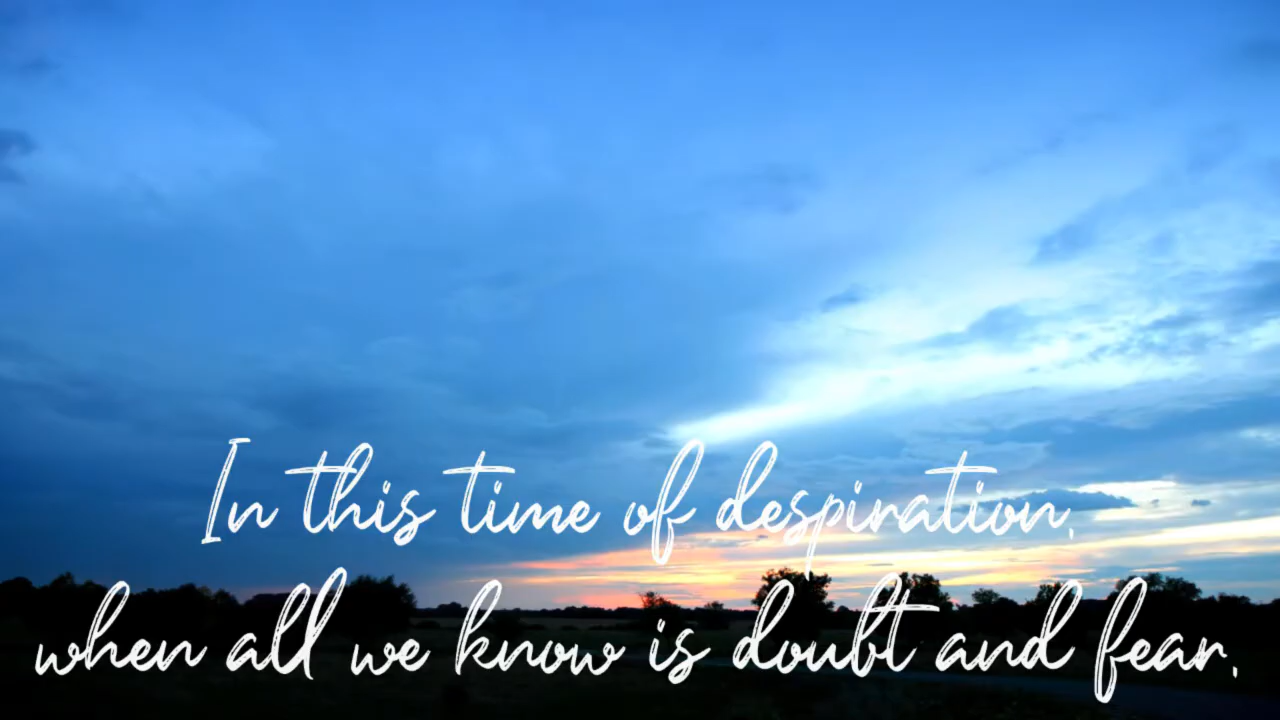 In this time of despiration,
when all we know is doubt and fear.